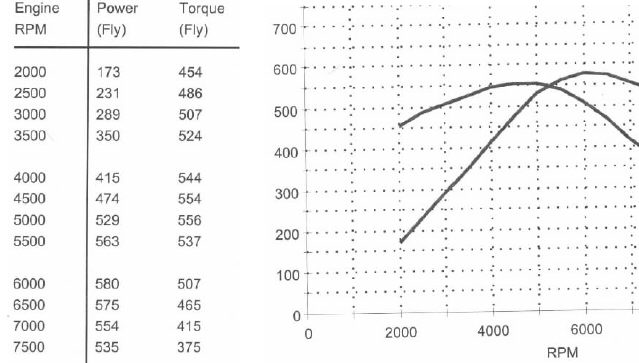 Engine Power Torque
RPM (Fly) (Fly)
2000 173 454
2500 231 486
3000 289 507
3500 350 524
4000 415 544
4500 474 554
5000 529 556
5500 563 537
6000 580 507
6500 575 465
7000 554 415
7500 535 375
700
600
500
400
300
200
100
0
0 2000 4000 6000
RPM